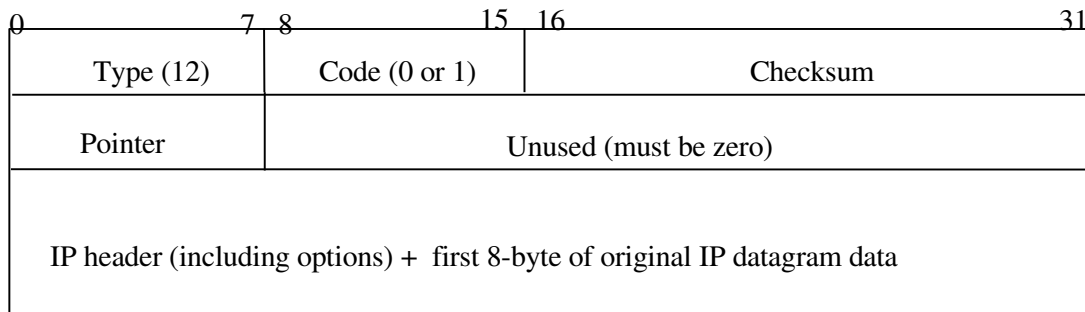 0 7 8 15 16 31
Type (12) Code (0 or 1) Checksum
Pointer Unused (must be zero)
IP header (including options) + first 8-byte of original IP datagram data